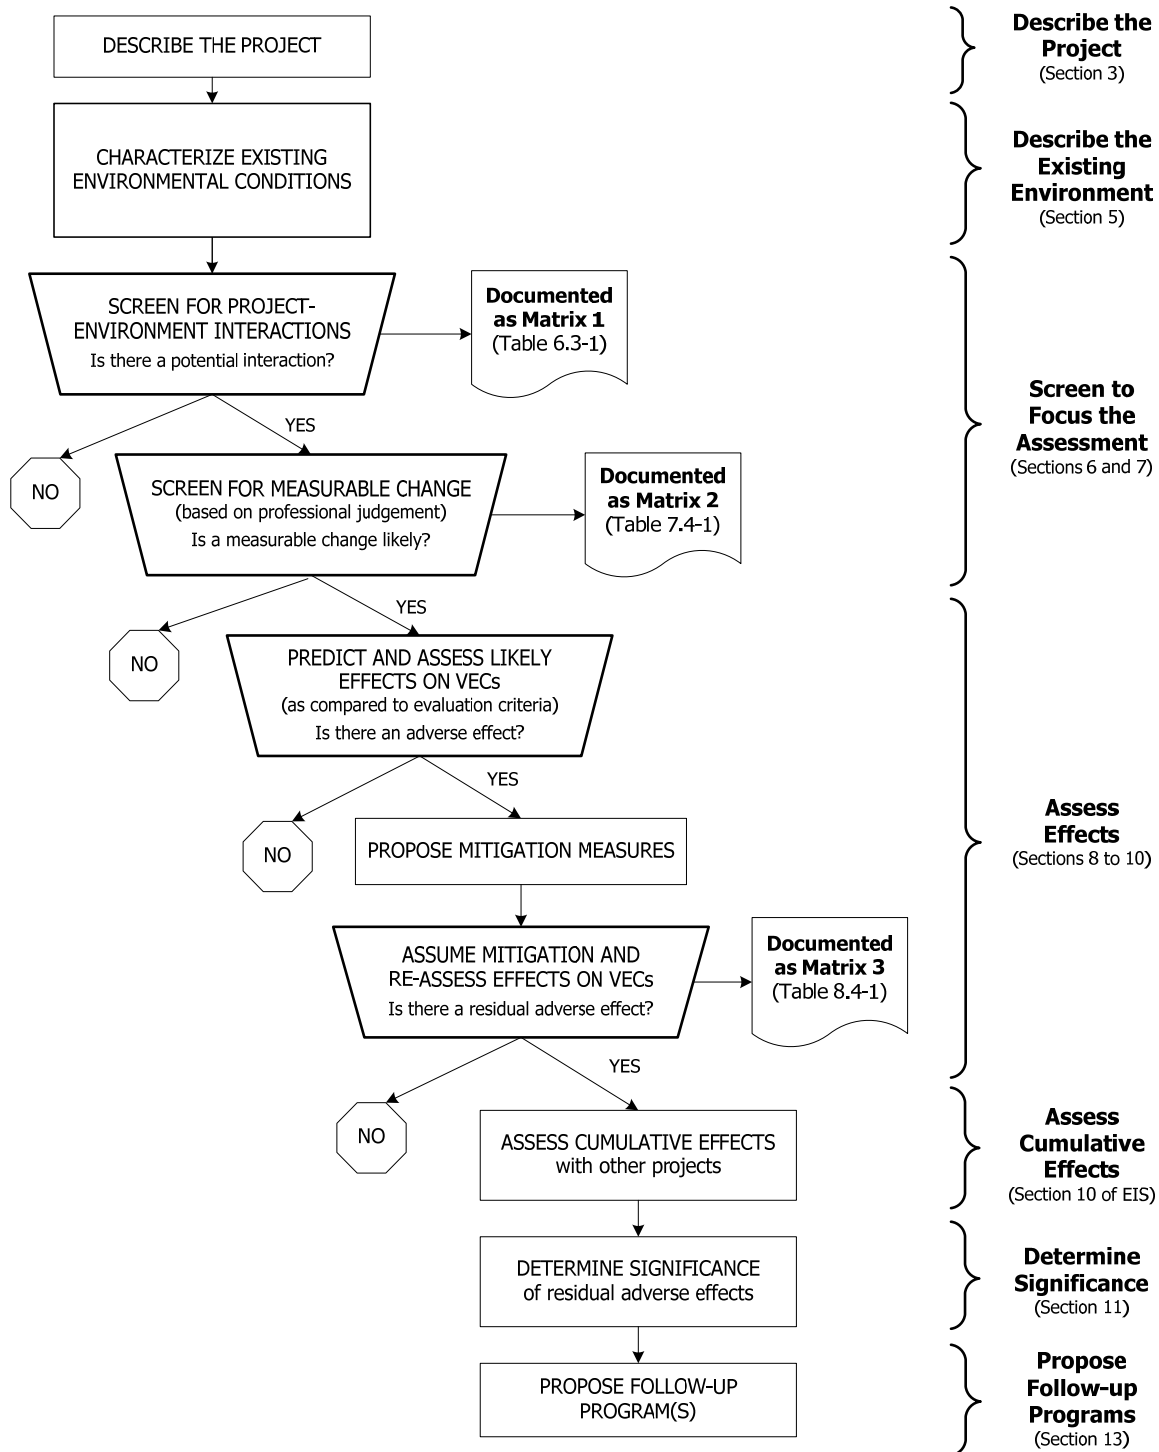 DESCRIBE THE PROJECT
Describe the
Project
(Section 3)
CHARACTERIZE EXISTING
ENVIRONMENTAL CONDITIONS
Describe the
Existing
Environment
(Section 5)
SCREEN FOR PROJECT-
ENVIRONMENT INTERACTIONS
Is there a potential interaction?
Documented
as Matrix 1
(Table 6.3-1)
YES
NO
SCREEN FOR MEASURABLE CHANGE
(based on professional judgement)
Is a measurable change likely?
Documented
as Matrix 2
(Table 7.4-1)
Screen to
Focus the
Assessment
(Sections 6 and 7)
YES
NO
PREDICT AND ASSESS LIKELY
EFFECTS ON VECs
(as compared to evaluation criteria)
Is there an adverse effect?
YES
NO
PROPOSE MITIGATION MEASURES
Assess
Effects
(Sections 8 to 10)
ASSUME MITIGATION AND
RE-ASSESS EFFECTS ON VECs
Is there a residual adverse effect?
Documented
as Matrix 3
(Table 8.4-1)
YES
NO
ASSESS CUMULATIVE EFFECTS
with other projects
Assess
Cumulative
Effects
(Section 10 of EIS)
DETERMINE SIGNIFICANCE
of residual adverse effects
Determine
Significance
(Section 11)
PROPOSE FOLLOW-UP
PROGRAM(S)
Propose
Follow-up
Programs
(Section 13)